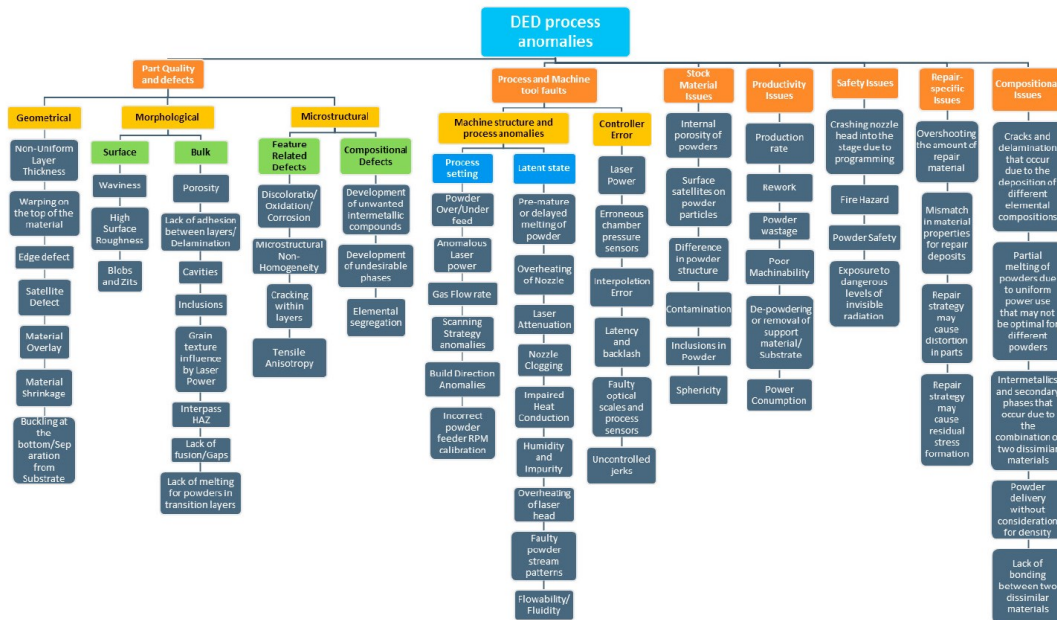 DED process
anomalies
Part Quality
and defects
Geometrical
Non-Uniform
Layer
Thickness
Warping on
the top of the
material
Edge defect
Satellite
Defect
Material
Overlay
Material
Shrinkage
Buckling at the
bottom/Sep
aration from
Substrate
Morphological
Surface
Waviness
High
Surface
Roughness
Blobs
and Zits
Bulk
Porosity
Lack of adhesion
between layers/
Delamination
Cavities
Inclusions
Grain
texture
influence
by Laser
Power
Interpass
HAZ
Lack of
fusion/Gaps
Lack of melting
for powders in
transition layers
Microstructural
Feature
Related
Defects
Discoloratio/
Oxidation/
Corrosion
Microstructural
Non-
Homogeneity
Cracking
within
layers
Tensile
Anisotropy
Compositional
Defects
Development
of unwanted
intermetallic
compounds
Development
of undesirable
phases
Elemental
segregation
Process and Machine
tool faults
Machine structure and
process anomalies
Process
setting
Powder
Over/Under
feed
Anomalous
Laser
power
Gas Flow rate
Scanning
Strategy
anomalies
Build Direction
Anomalies
Incorrect
powder
feeder RPM
calibration
Latent state
Pre-mature
or delayed
melting of
powder
Overheating
of Nozzle
Laser
Attenuation
Nozzle
Clogging
Impaired
Heat
Conduction
Humidity
and
Impurity
Overheating
of laser
head
Faulty
powder
stream
patterns
Flowability/
Fluidity
Controller
Error
Laser
Power
Erroneous
chamber
pressure
sensors
Interpolation
Error
Latency
and
backlash
Faulty
optical
scales and
process
sensors
Uncontrolled
jerks
Stock
Material
Issues
Internal
porosity of
powders
Surface
satellites on
powder
particles
Difference
in powder
structure
Contamination
Inclusions
in Powder
Sphericity
Productivity
Issues
Production
rate
Rework
Powder
wastage
Poor
Machinability
De-powdering
or removal of
support
material/
Substrate
Power
Conumption
Safety Issues
Crashing nozzle
head into the
stage due to
programming
Fire Hazard
Powder Safety
Exposure to
dangerous
levels of
invisible
radiation
Repair-
specific
Issues
Overshooting
the amount of
repair
material
Mismatch in
material
properties for
repair
deposits
Repair
strategy
may
cause
distortion
in parts
Repair
strategy
may
cause
residual
stress
formation
Compositional
Issues
Cracks and
delamination
that occur
due to the
deposition of
different
elemental
compositions
Partial
melting of
powders due
to uniform
power use
that may not
be optimal for
different
powders
Intermetallics
and secondary
phases that
occur due to
the
combination of
two dissimilar
materials
Powder
delivery
without
consideration
for density
Lack of
bonding
between two
dissimilar
materials